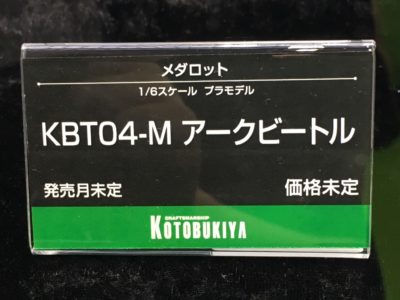 メダロット
1/6スケール プラモデル
KBT04-M アークビートル
発売月未定 価格未定
CRAFTSMANSHIP
KOTOBUKIYA